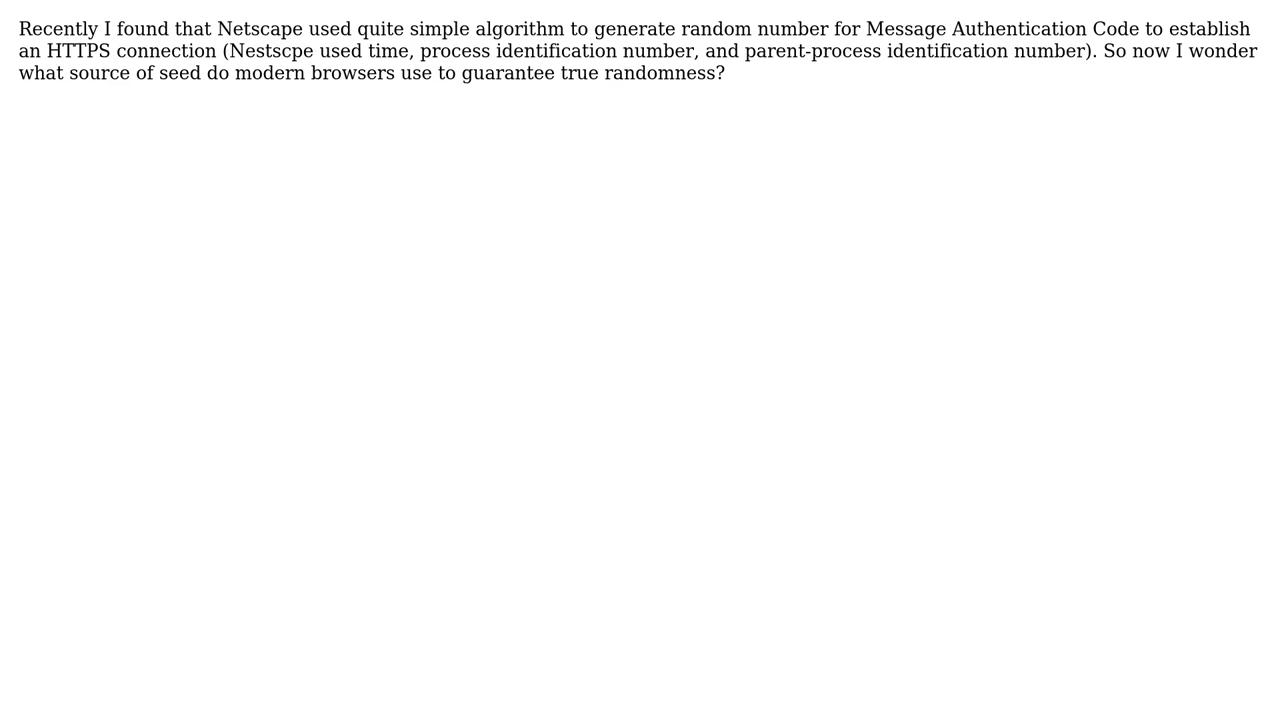 Recently I found that Netscape used quite simple algorithm to generate random number for Message Authentication Code to establish
an HTTPS connection (Nestscpe used time, process identification number, and parent-process identification number). So now I wonder
what source of seed do modern browsers use to guarantee true randomness?